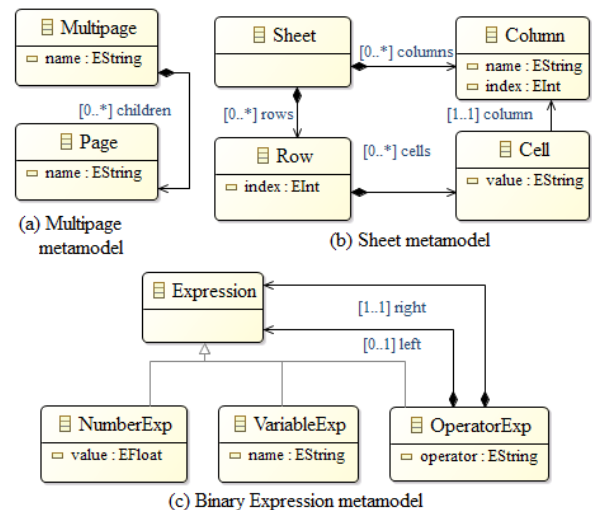 Multipage
name : EString
[0..*] children
Page
name : EString
(a) Multipage
metamodel
Sheet
[0..*] columns
Column
name : EString
index : EInt
[0..*] rows
[1..1] column
Row
index : EInt
[0..*] cells
Cell
value : EString
(b) Sheet metamodel
Expression
[1..1] right
[0..1] left
NumberExp
value : EFloat
VariableExp
name : EString
OperatorExp
operator : EString
(c) Binary Expression metamodel